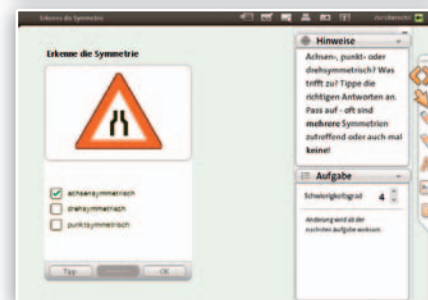 Erkenne die Symmetrie
Zur Übersicht
Erkenne die Symmetrie
achsensymmetrisch
drehsymmetrisch
punktsymmetrisch
Tipp
OK
Hinweise
Achsen-, punkt- oder
drehsymmetrisch? Was
trifft zu? Tippe die
richtigen Antworten an.
Pass auf - oft sind
mehrere Symmetrien
zutreffend oder auch mal
keine!
Aufgabe
Schwierigkeitsgrad 4
Änderung wird ab der
nächsten Aufgabe wirksam.